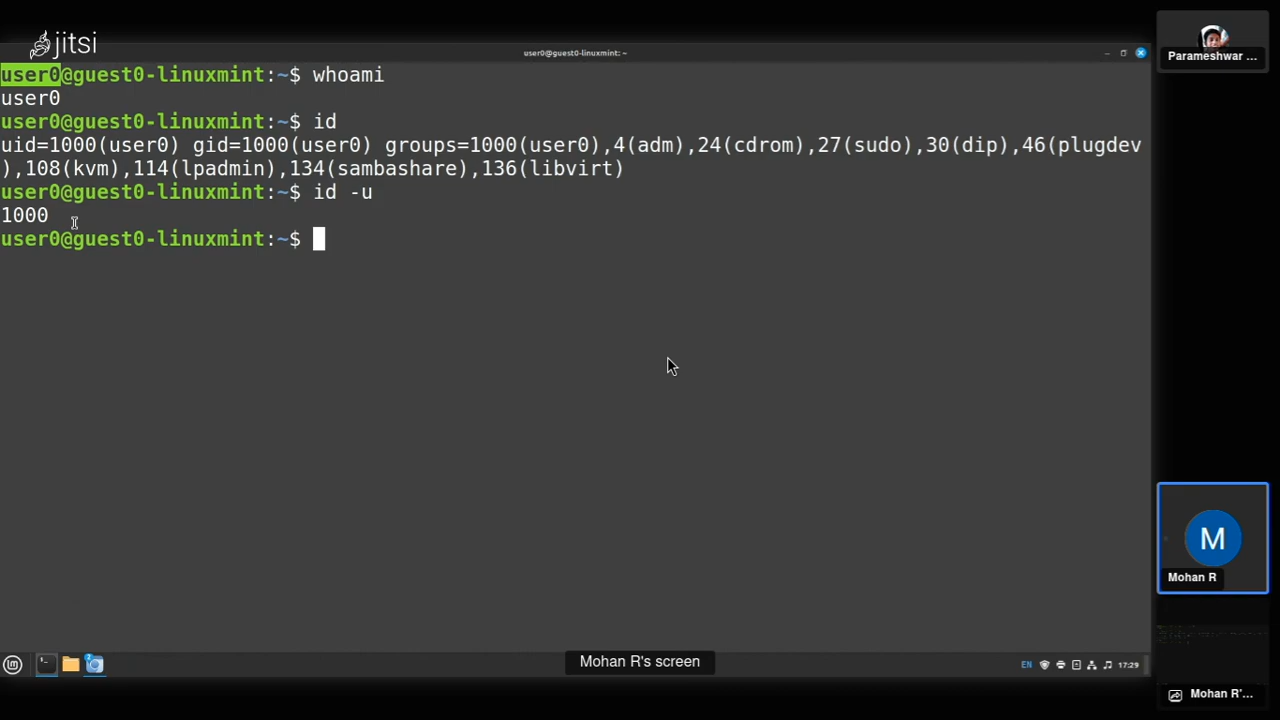 jitsi
user0@guest0-linuxmint: ~
user0@guest0-linuxmint:~$ whoami
user0
user0@guest0-linuxmint:~$ id
uid=1000(user0) gid=1000(user0) groups=1000(user0),4(adm),24(cdrom),27(sudo),30(dip),46(plugdev
),108(kvm),114(lpadmin),134(sambashare),136(libvirt)
user0@guest0-linuxmint:~$ id -u
1000
user0@guest0-linuxmint:~$
Parameshwar ...
M
Mohan R
Mohan R's screen
EN
17:29
Mohan R'...